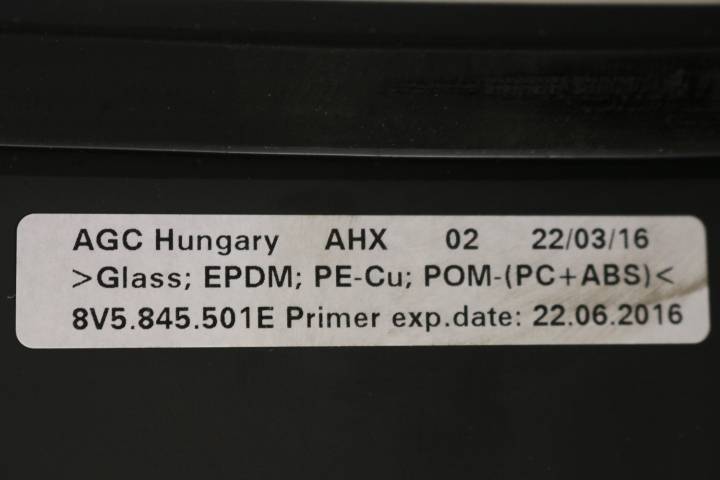 AGC Hungary AHX 02 22/03/16
>Glass; EPDM; PE-Cu; POM-(PC+ABS)<
8V5.845.501E Primer exp.date: 22.06.2016